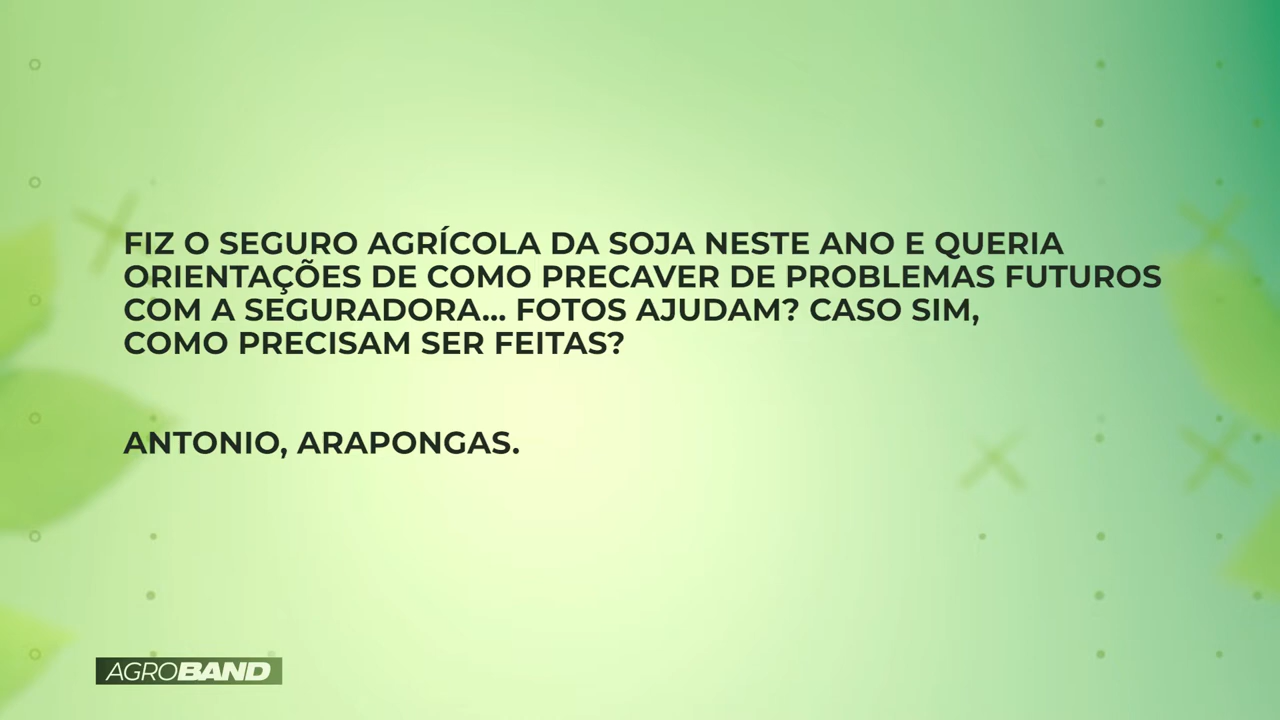 FIZ O SEGURO AGRÍCOLA DA SOJA NESTE ANO E QUERIA
ORIENTAÇÕES DE COMO PRECAVER DE PROBLEMAS FUTUROS
COM A SEGURADORA... FOTOS AJUDAM? CASO SIM,
COMO PRECISAM SER FEITAS?
ANTONIO, ARAPONGAS.
AGROBAND